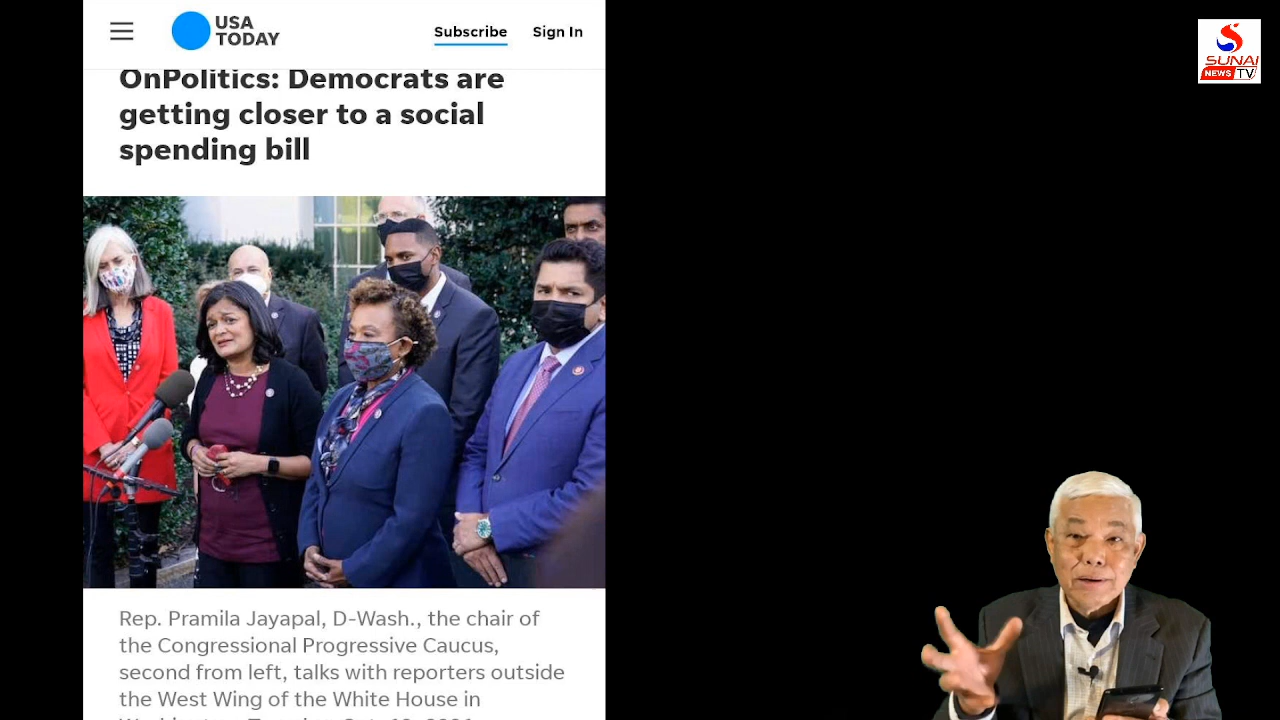 USA
TODAY
Subscribe
Sign In
OnPolitics: Democrats are
getting closer to a social
spending bill
Rep. Pramila Jayapal, D-Wash., the chair of
the Congressional Progressive Caucus,
second from left, talks with reporters outside
the West Wing of the White House in
SUNAI
NEWS TV